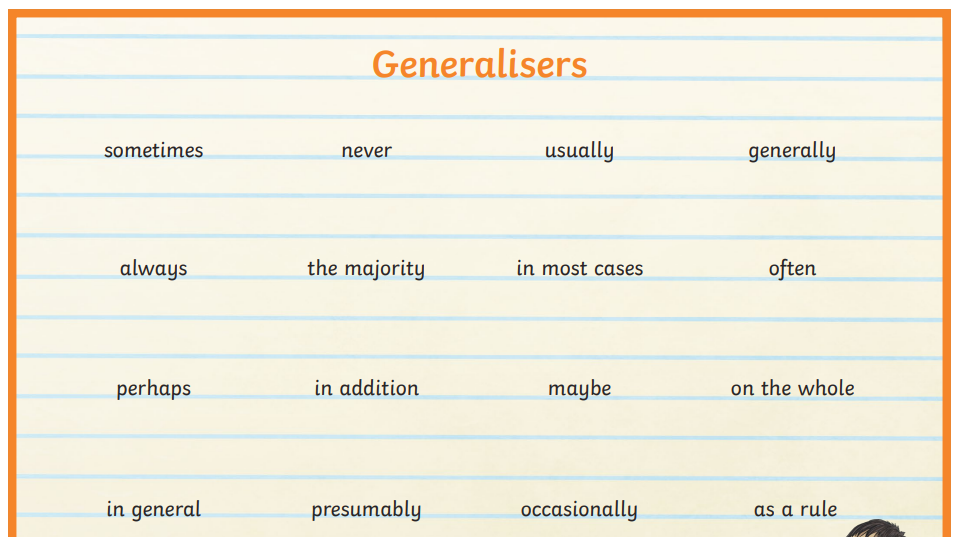 Generalisers
sometimes never usually generally
always the majority in most cases often
perhaps in addition maybe on the whole
in general presumably occasionally as a rule